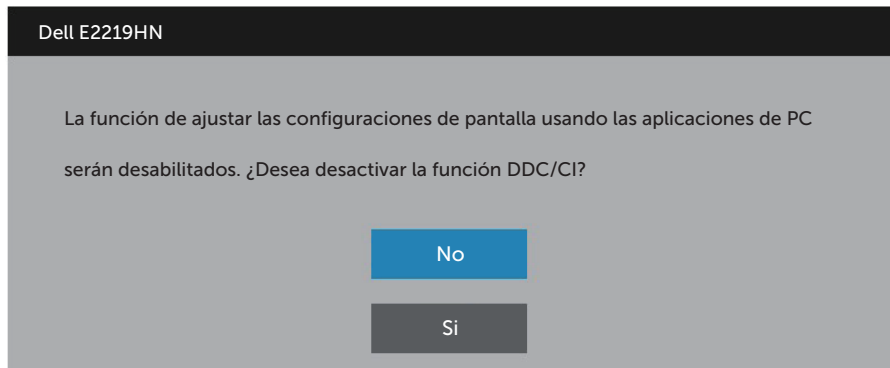 Dell E2219HN
La función de ajustar las configuraciones de pantalla usando las aplicaciones de PC
serán desabilitados. ¿Desea desactivar la función DDC/CI?
No
Si